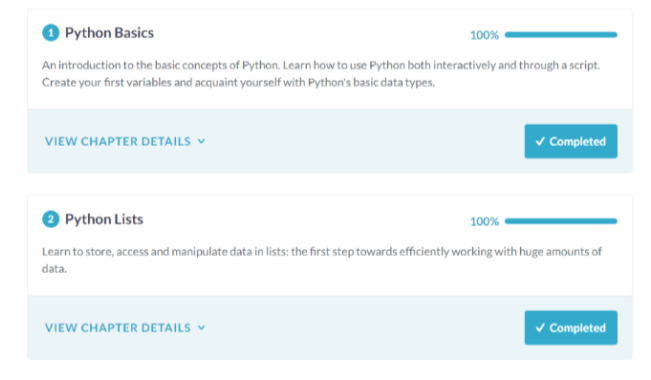 1 Python Basics
100%
An introduction to the basic concepts of Python. Learn how to use Python both interactively and through a script.
Create your first variables and acquaint yourself with Python's basic data types.
VIEW CHAPTER DETAILS
✓ Completed
2 Python Lists
100%
Learn to store, access and manipulate data in lists: the first step towards efficiently working with huge amounts of
data.
VIEW CHAPTER DETAILS
✓ Completed